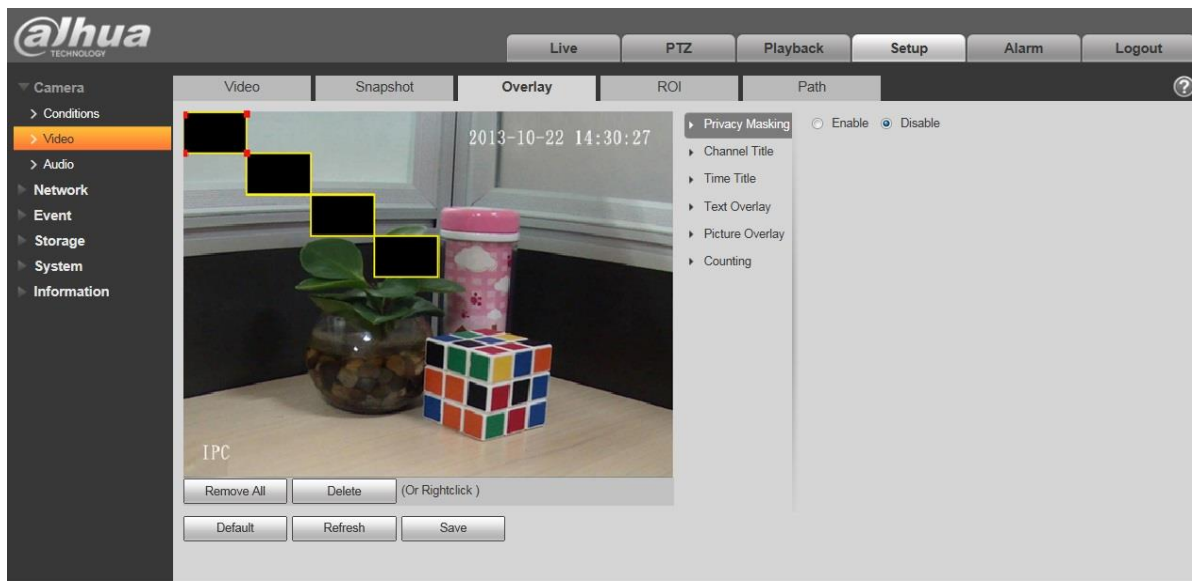 alhua
TECHNOLOGY
Live
PTZ
Playback
Setup
Alarm
Logout
Camera
Conditions
Video
Audio
Network
Event
Storage
System
Information
Video
Snapshot
Overlay
ROI
Path
?
2013-10-22 14:30:27
IPC
Privacy Masking
Enable
Disable
Channel Title
Time Title
Text Overlay
Picture Overlay
Counting
Remove All
Delete
(Or Rightclick )
Default
Refresh
Save